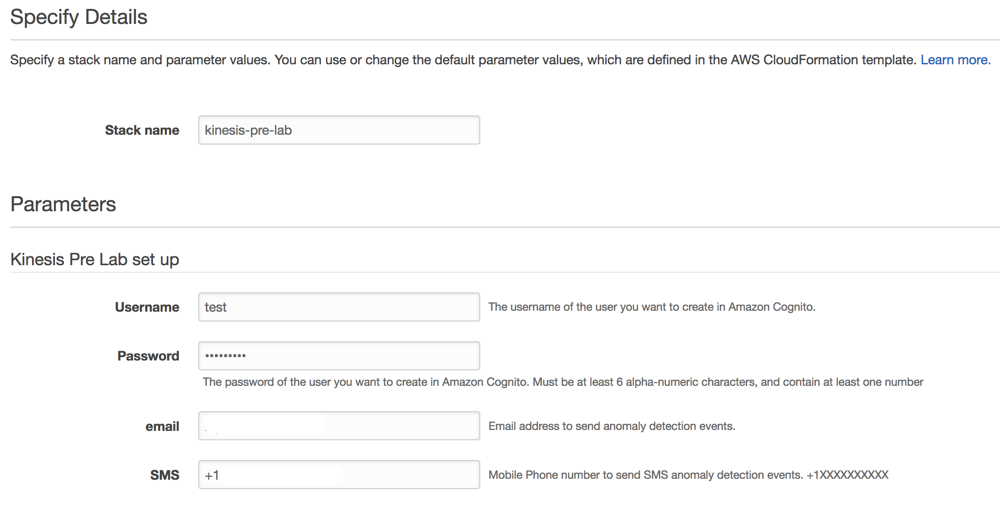 Specify Details
Specify a stack name and parameter values. You can use or change the default parameter values, which are defined in the AWS CloudFormation template. Learn more.
Stack name kinesis-pre-lab
Parameters
Kinesis Pre Lab set up
Username test The username of the user you want to create in Amazon Cognito.
Password •••••••••
The password of the user you want to create in Amazon Cognito. Must be at least 6 alpha-numeric characters, and contain at least one number
email Email address to send anomaly detection events.
SMS +1 Mobile Phone number to send SMS anomaly detection events. +1XXXXXXXXXX